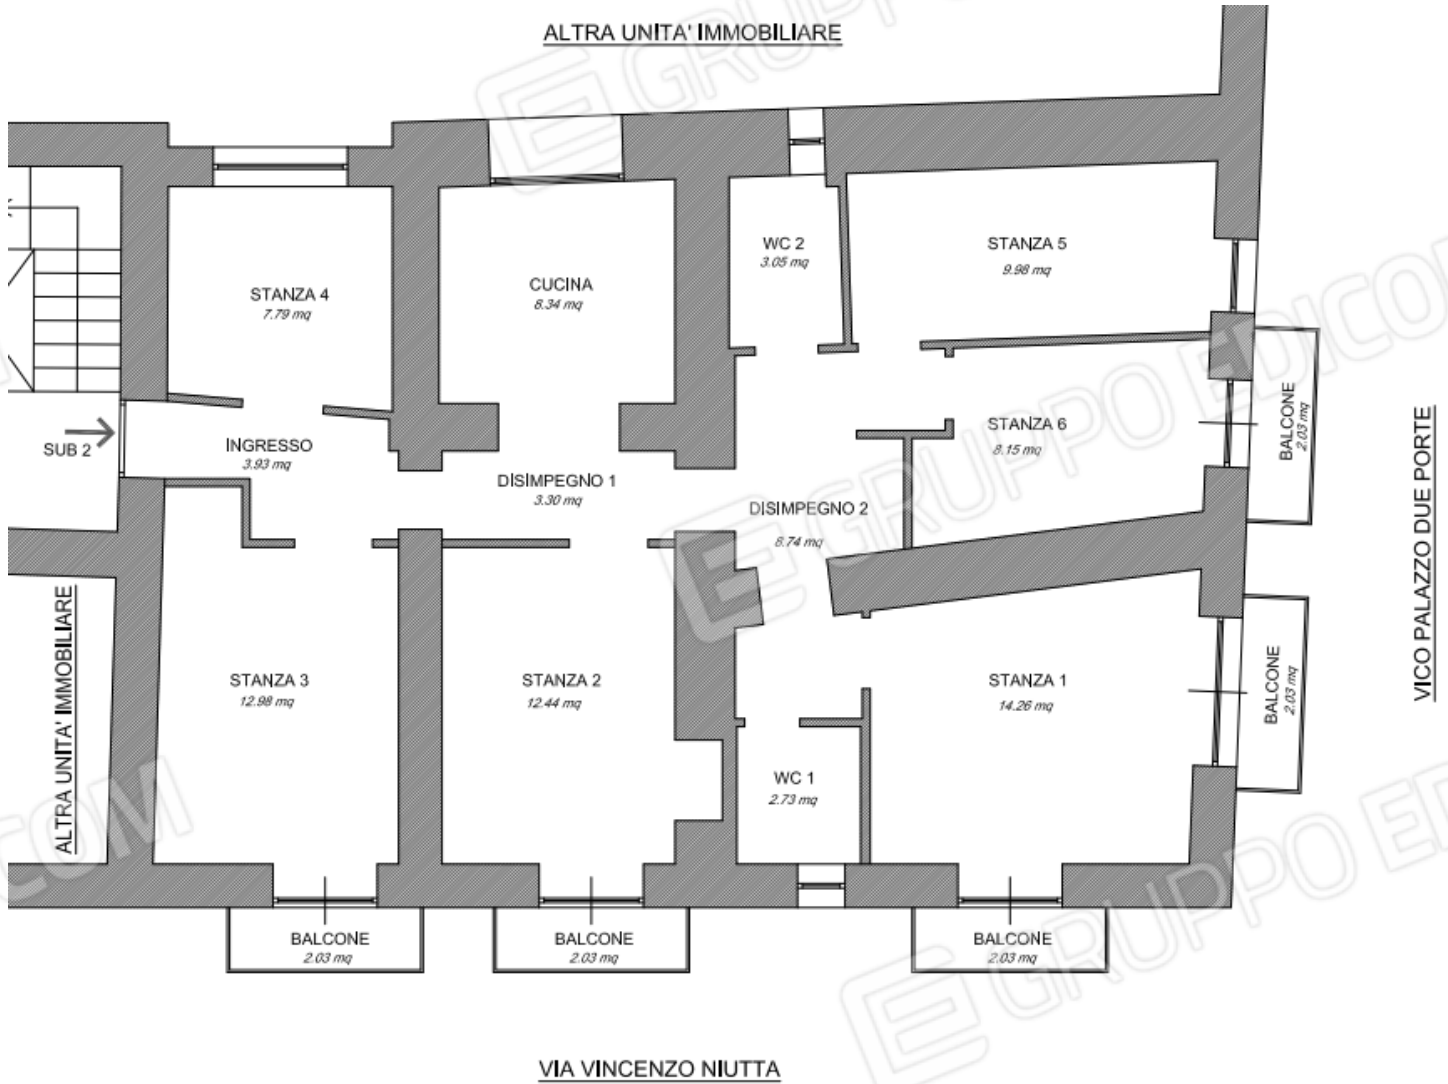 ALTRA UNITA' IMMOBILIARE
GRUPPO EDICOM
WC 2
3.05 mq
STANZA 5
9.98 mq
STANZA 4
7.79 mq
CUCINA
8.34 mq
SUB 2
INGRESSO
3.93 mq
STANZA 6
8.15 mq
BALCONE
2.03 mq
DISIMPEGNO 1
3.30 mq
DISIMPEGNO 2
8.74 mq
VICO PALAZZO DUE PORTE
ALTRA UNITA' IMMOBILIARE
STANZA 3
12.98 mq
STANZA 2
12.44 mq
STANZA 1
14.26 mq
BALCONE
2.03 mq
WC 1
2.73 mq
BALCONE
2.03 mq
BALCONE
2.03 mq
BALCONE
2.03 mq
GRUPPO EDICOM
VIA VINCENZO NIUTTA